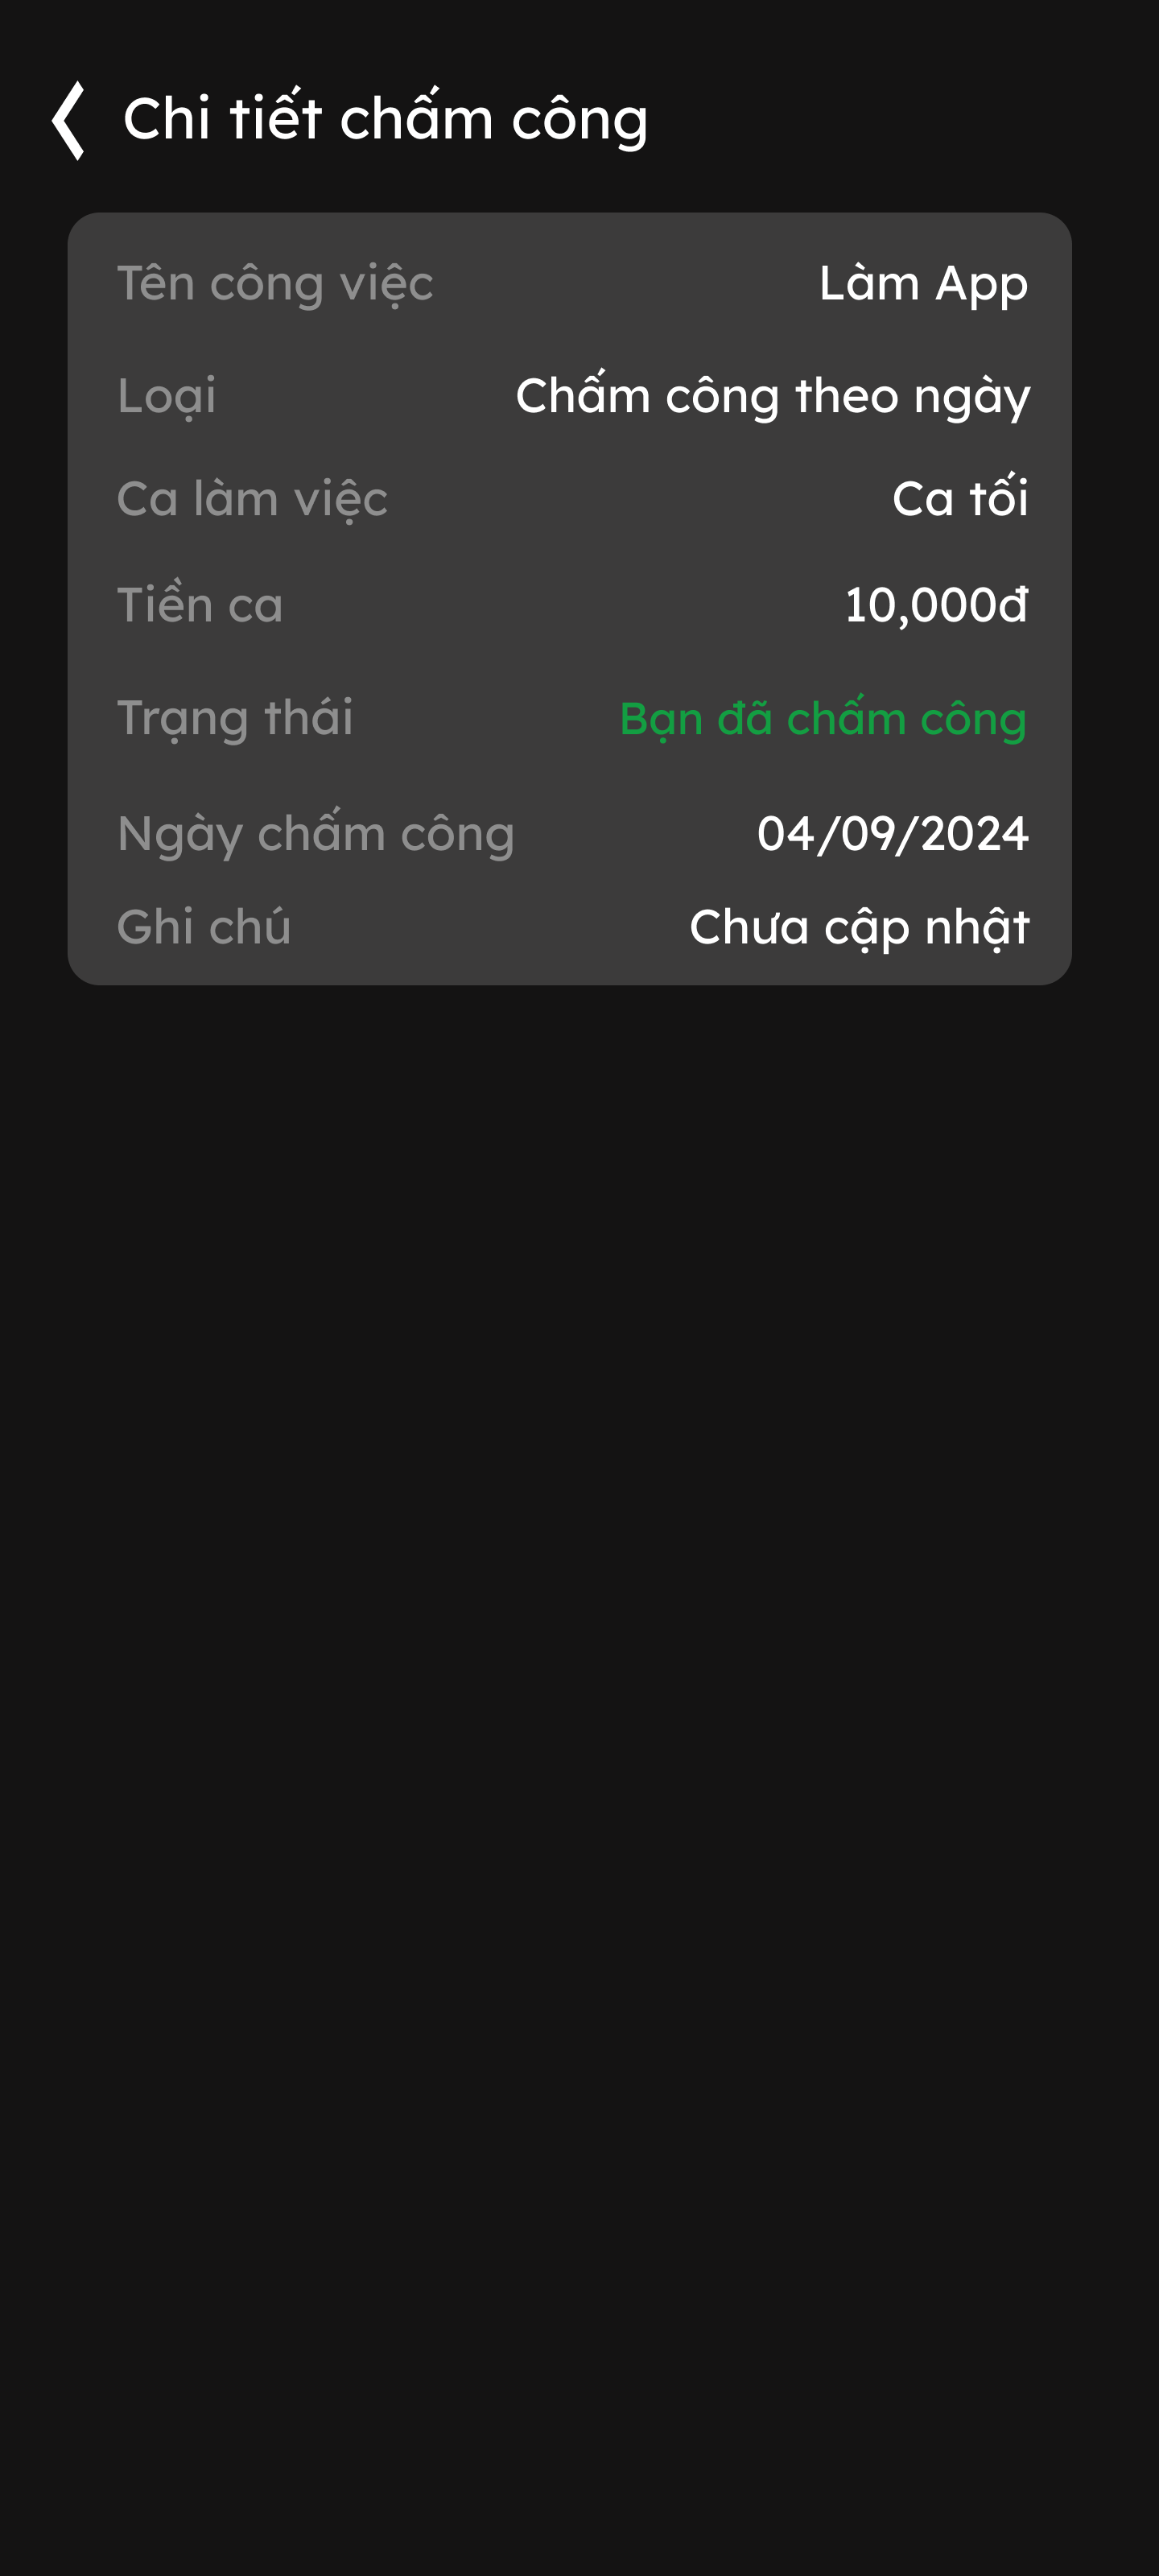 Chi tiết chấm công
Tên công việc Làm App
Loại Chấm công theo ngày
Ca làm việc Ca tối
Tiền ca 10,000đ
Trạng thái Bạn đã chấm công
Ngày chấm công 04/09/2024
Ghi chú Chưa cập nhật